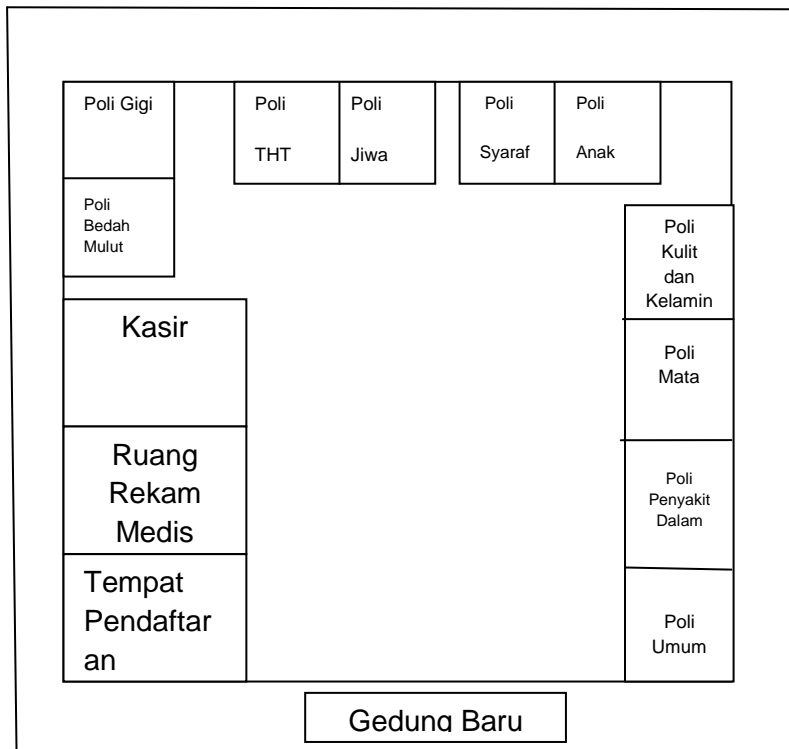 Poli Gigi
Poli
THT
Poli
Jiwa
Poli
Syaraf
Poli
Anak
Poli
Bedah
Mulut
Poli
Kulit
dan
Kelamin
Kasir
Poli
Mata
Ruang
Rekam
Medis
Poli
Penyakit
Dalam
Tempat
Pendaftar
an
Poli
Umum
Gedung Baru